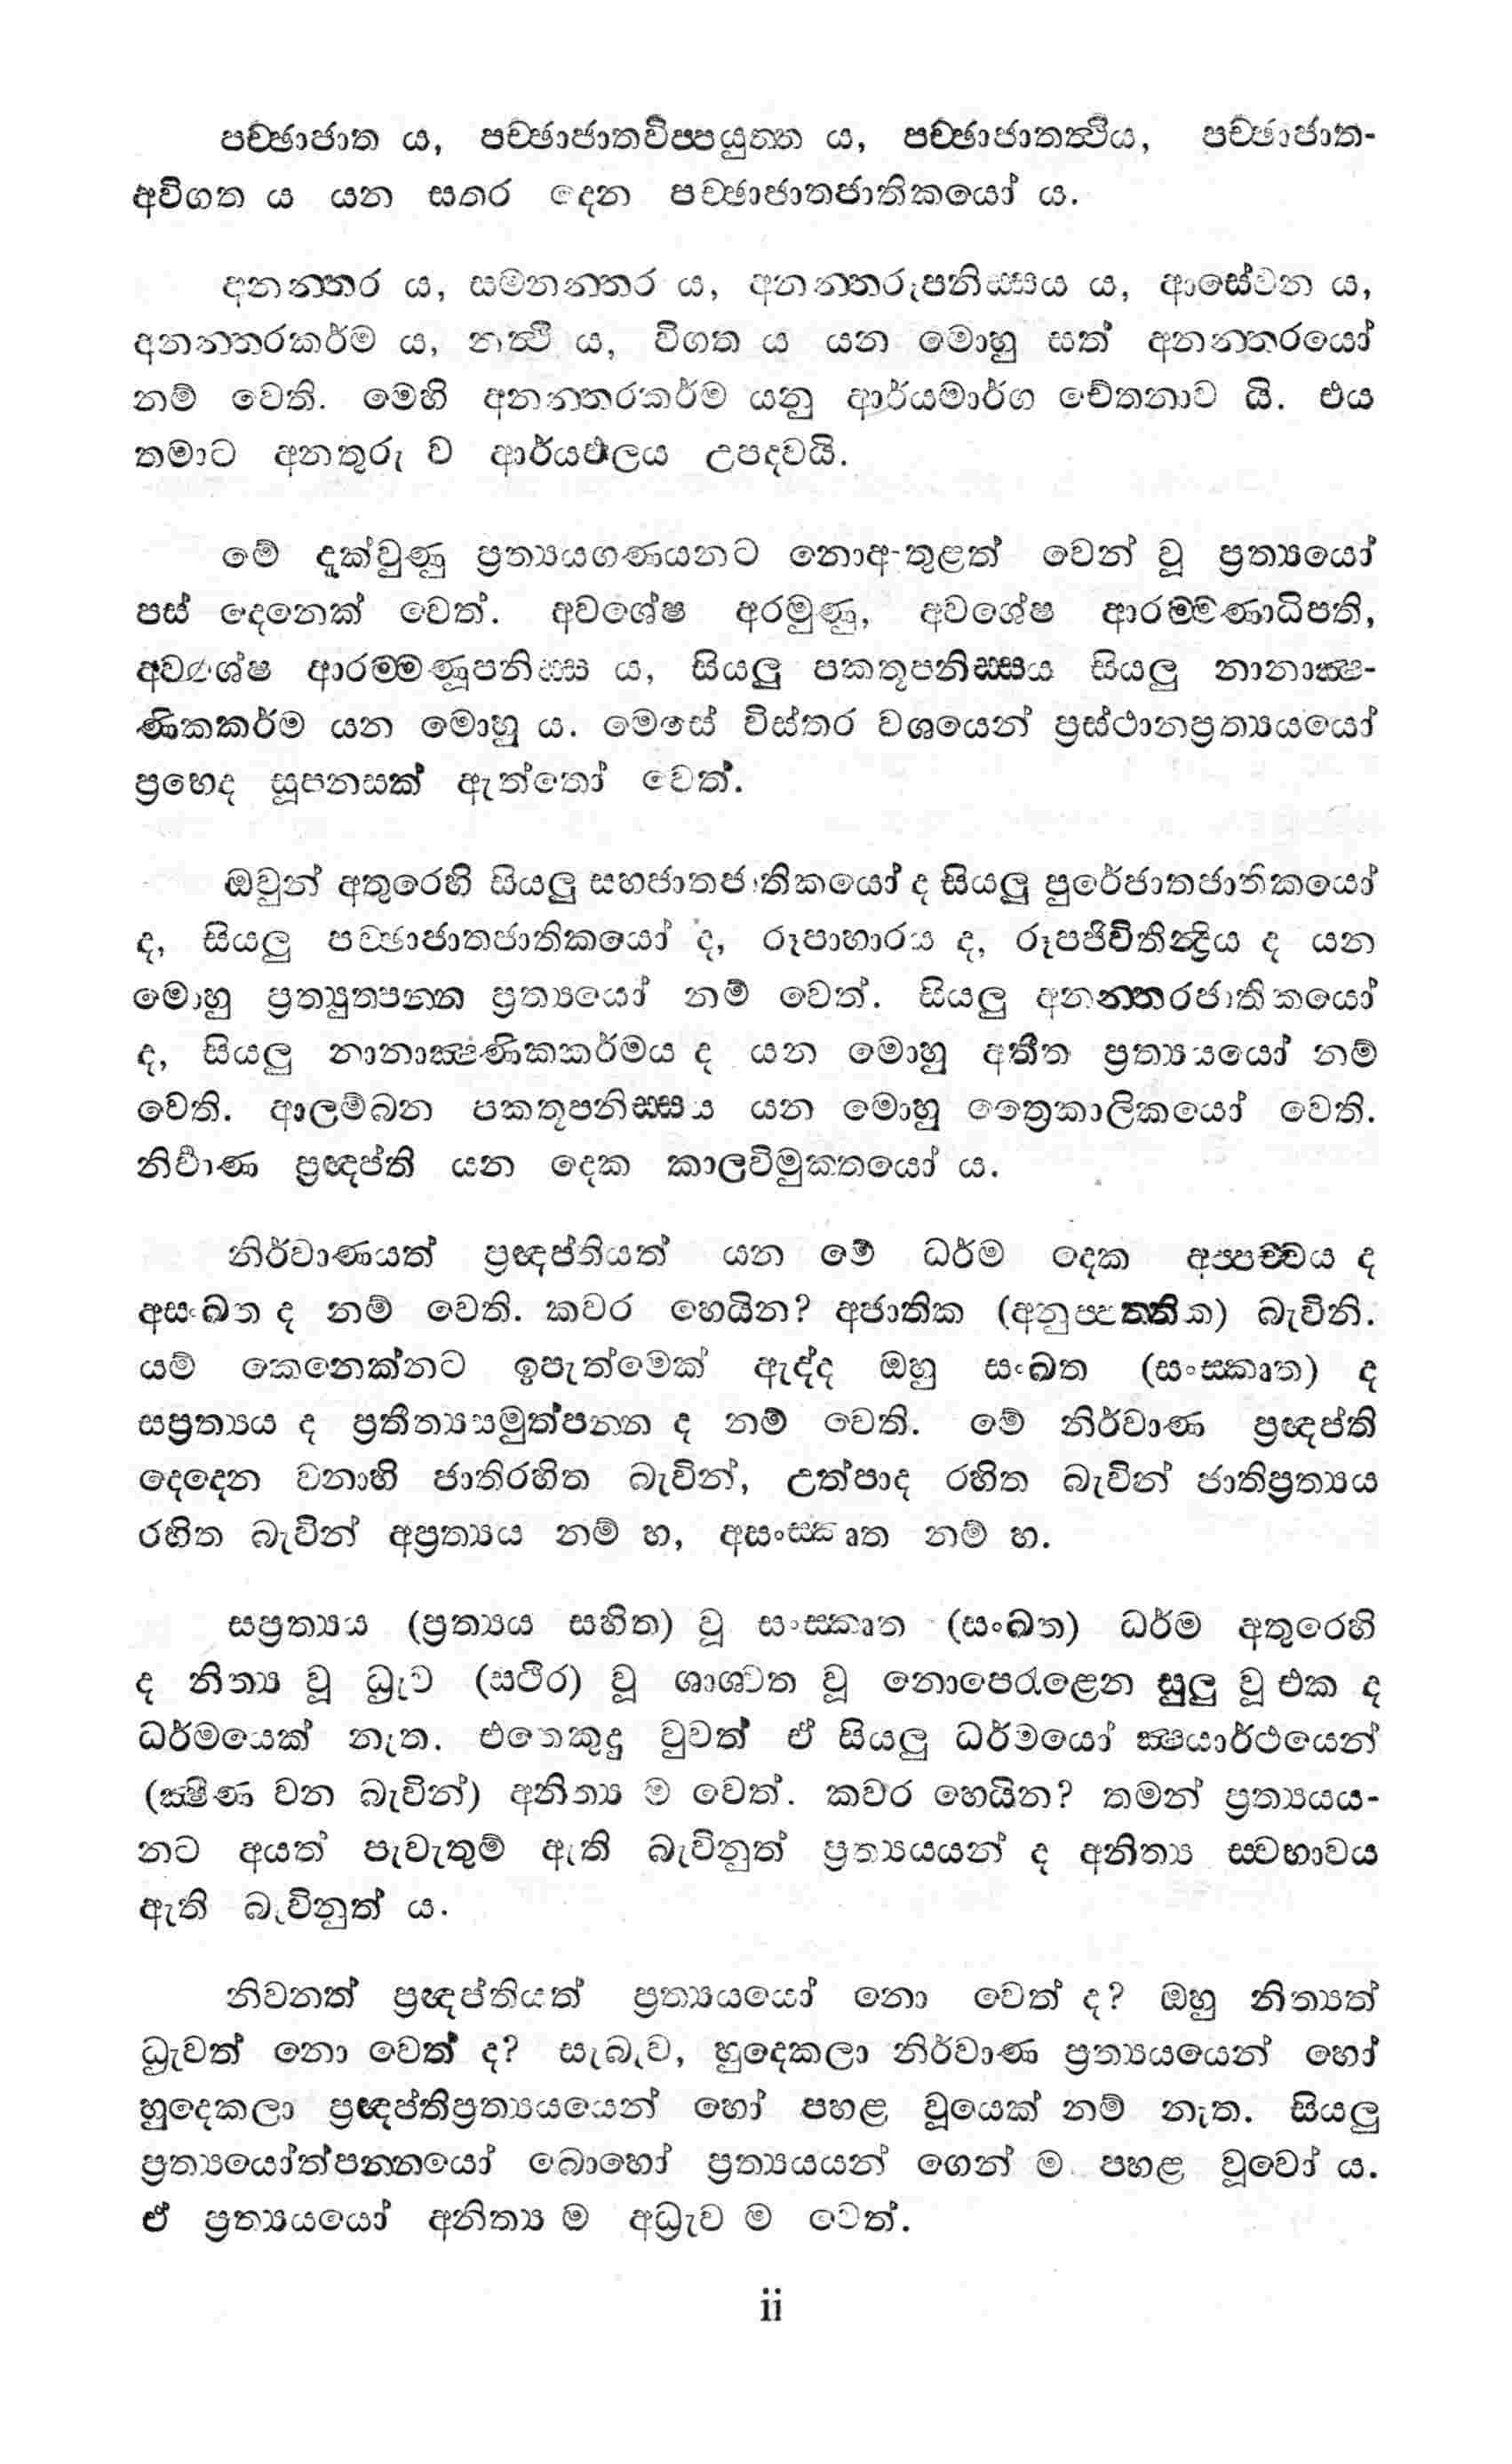 පච්ඡාජාත ය, පච්ඡාජාතවිප්පයුත්ත ය, පච්ඡාජාතත්ථිය, පච්ඡාජාත-
අවිගත ය යන සතර දෙන පච්ඡාජාතජාතිකයෝ ය.
අනන්තර ය, සමනන්තර ය, අනන්තරූපනිස්සය ය, ආසේවන ය,
අනන්තරකර්ම ය, නත්ථි ය, විගත ය යන මොහු සත් අනන්තරයෝ
නම් වෙති. මෙහි අනන්තරකර්ම යනු ආර්යමාර්ග චේතනාව යි. එය
තමාට අනතුරු ව ආර්යඵලය උපදවයි.
මේ දැක්වුණු ප්‍රත්‍යයගණයනට නොඅතුළත් වෙන් වූ ප්‍රත්‍යයෝ
පස් දෙනෙක් වෙත්. අවශේෂ අරමුණු, අවශේෂ ආරම්මණාධිපති,
අවශේෂ ආරම්මණූපනිස්ස ය, සියලු පකතූපනිස්සය සියලු නානාක්‍ෂ-
ණිකකර්ම යන මොහු ය. මෙසේ විස්තර වශයෙන් ප්‍රස්ථානප්‍රත්‍යයයෝ
ප්‍රභෙද සූපනසක් ඇත්තෝ වෙත්.
ඔවුන් අතුරෙහි සියලු සහජාතජාතිකයෝ ද සියලු පුරේජාතජාතිකයෝ
ද, සියලු පච්ඡාජාතජාතිකයෝ ද, රූපාහාරය ද, රූපජීවිතින්‍ද්‍රිය ද යන
මොහු ප්‍රත්‍යුත්පන්න ප්‍රත්‍යයෝ නම් වෙත්. සියලු අනන්තරජාතිකයෝ
ද, සියලු නානාක්‍ෂණිකකර්මය ද යන මොහු අතීත ප්‍රත්‍යයයෝ නම්
වෙති. ආලම්බන පකතූපනිස්සය යන මොහු ත්‍රෛකාලිකයෝ වෙති.
නිර්‍වාණ ප්‍රඥප්ති යන දෙක කාලවිමුක්තයෝ ය.
නිර්වාණයත් ප්‍රඥප්තියත් යන මේ ධර්ම දෙක අප්පච්චය ද
අසංඛත ද නම් වෙති. කවර හෙයින? අජාතික (අනුප්පත්තික) බැවිනි.
යම් කෙනෙක්නට ඉපැත්මෙක් ඇද්ද ඔහු සංඛත (සංස්කෘත) ද
සප්‍රත්‍යය ද ප්‍රතීත්‍යසමුත්පන්න ද නම් වෙති. මේ නිර්වාණ ප්‍රඥප්ති
දෙදෙන වනාහි ජාතිරහිත බැවින්, උත්පාද රහිත බැවින් ජාතිප්‍රත්‍යය
රහිත බැවින් අප්‍රත්‍යය නම් හ, අසංස්කෘත නම් හ.
සප්‍රත්‍යය (ප්‍රත්‍යය සහිත) වූ සංස්කෘත (සංඛත) ධර්ම අතුරෙහි
ද නිත්‍ය වූ ධ්‍රැව (ස්ථිර) වූ ශාශ්වත වූ නොපෙරළෙන සුලු වූ එක ද
ධර්මයෙක් නැත. එතෙකුදු වුවත් ඒ සියලු ධර්මයෝ ක්‍ෂයාර්ථයෙන්
(ක්‍ෂීණ වන බැවින්) අනිත්‍ය ම වෙත්. කවර හෙයින? තමන් ප්‍රත්‍යයය-
නට අයත් පැවැතුම් ඇති බැවිනුත් ප්‍රත්‍යයයන් ද අනිත්‍ය ස්වභාවය
ඇති බැවිනුත් ය.
නිවනත් ප්‍රඥප්තියත් ප්‍රත්‍යයයෝ නො වෙත් ද? ඔහු නිත්‍යත්
ධ්‍රැවත් නො වෙත් ද? සැබැව, හුදෙකලා නිර්වාණ ප්‍රත්‍යයයෙන් හෝ
හුදෙකලා ප්‍රඥප්තිප්‍රත්‍යයයෙන් හෝ පහළ වූයෙක් නම් නැත. සියලු
ප්‍රත්‍යයෝත්පන්නයෝ බොහෝ ප්‍රත්‍යයයන් ගෙන් ම පහළ වූවෝ ය.
ඒ ප්‍රත්‍යයයෝ අනිත්‍ය ම අධ්‍රැව ම වෙත්.
ii